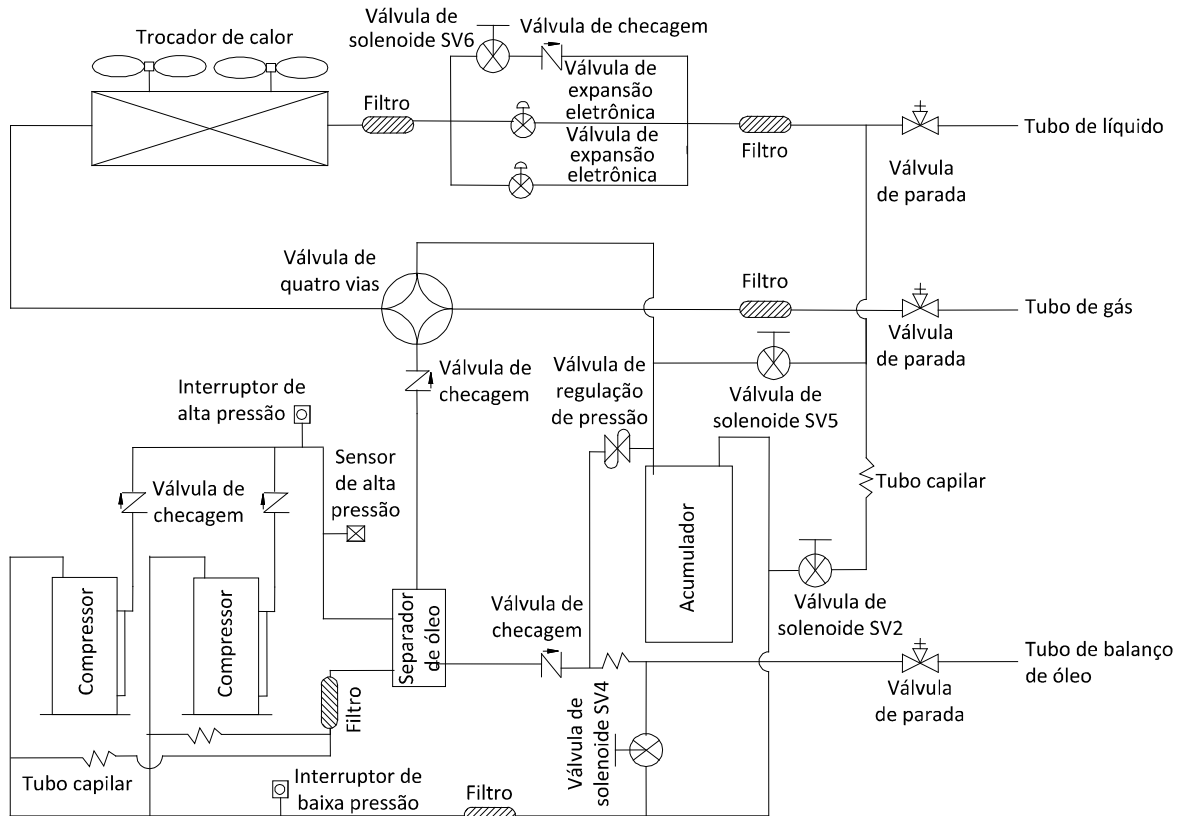 Trocador de calor
Válvula de
solenoide SV6
Válvula de checagem
Filtro
Válvula de
expansão
eletrônica
Válvula de
expansão
eletrônica
Filtro
Válvula
de parada
Tubo de líquido
Válvula de
quatro vias
Filtro
Válvula
de parada
Tubo de gás
Válvula de
checagem
Válvula de
regulação
de pressão
Válvula de
solenoide SV5
Interruptor de
alta pressão
Sensor
de alta
pressão
Válvula de
checagem
Tubo capilar
Compressor
Compressor
Separador
de óleo
Válvula de
checagem
Acumulador
Válvula de
solenoide SV2
Filtro
Válvula de
solenoide SV4
Válvula
de parada
Tubo de balanço
de óleo
Tubo capilar
Interruptor de
baixa pressão
Filtro